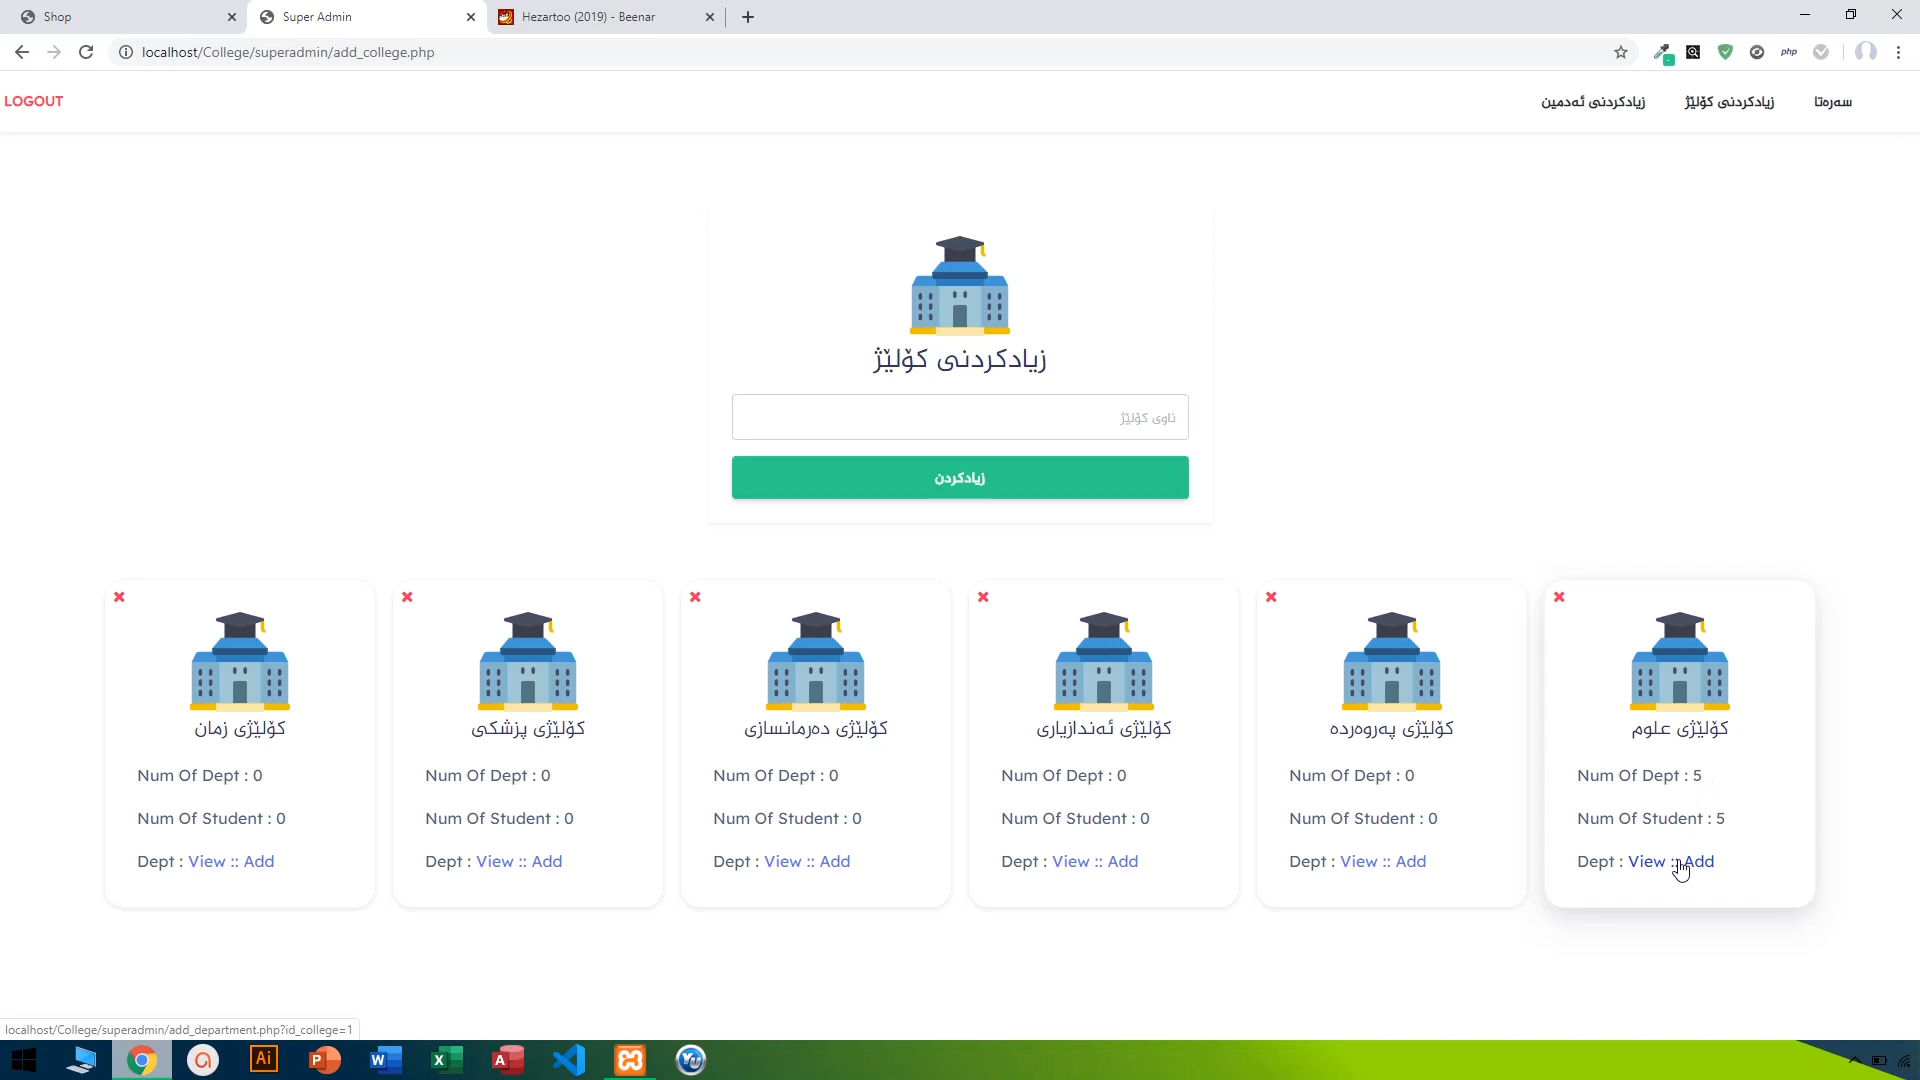 Shop
Super Admin
Hezartoo (2019) - Beenar
localhost/College/superadmin/add_college.php
php
LOGOUT
سەرەتا
زیادکردنی کۆلێژ
زیادکردنی ئەدمین
زیادکردنی کۆلێژ
ناوی کۆلێژ
زیادکردن
کۆلێژی زمان
Num Of Dept : 0
Num Of Student : 0
Dept : View :: Add
کۆلێژی پزشکی
Num Of Dept : 0
Num Of Student : 0
Dept : View :: Add
کۆلێژی دەرمانسازی
Num Of Dept : 0
Num Of Student : 0
Dept : View :: Add
کۆلێژی ئەندازیاری
Num Of Dept : 0
Num Of Student : 0
Dept : View :: Add
کۆلێژی پەروەردە
Num Of Dept : 0
Num Of Student : 0
Dept : View :: Add
کۆلێژی علوم
Num Of Dept : 5
Num Of Student : 5
Dept : View :: Add
localhost/College/superadmin/add_department.php?id_college=1